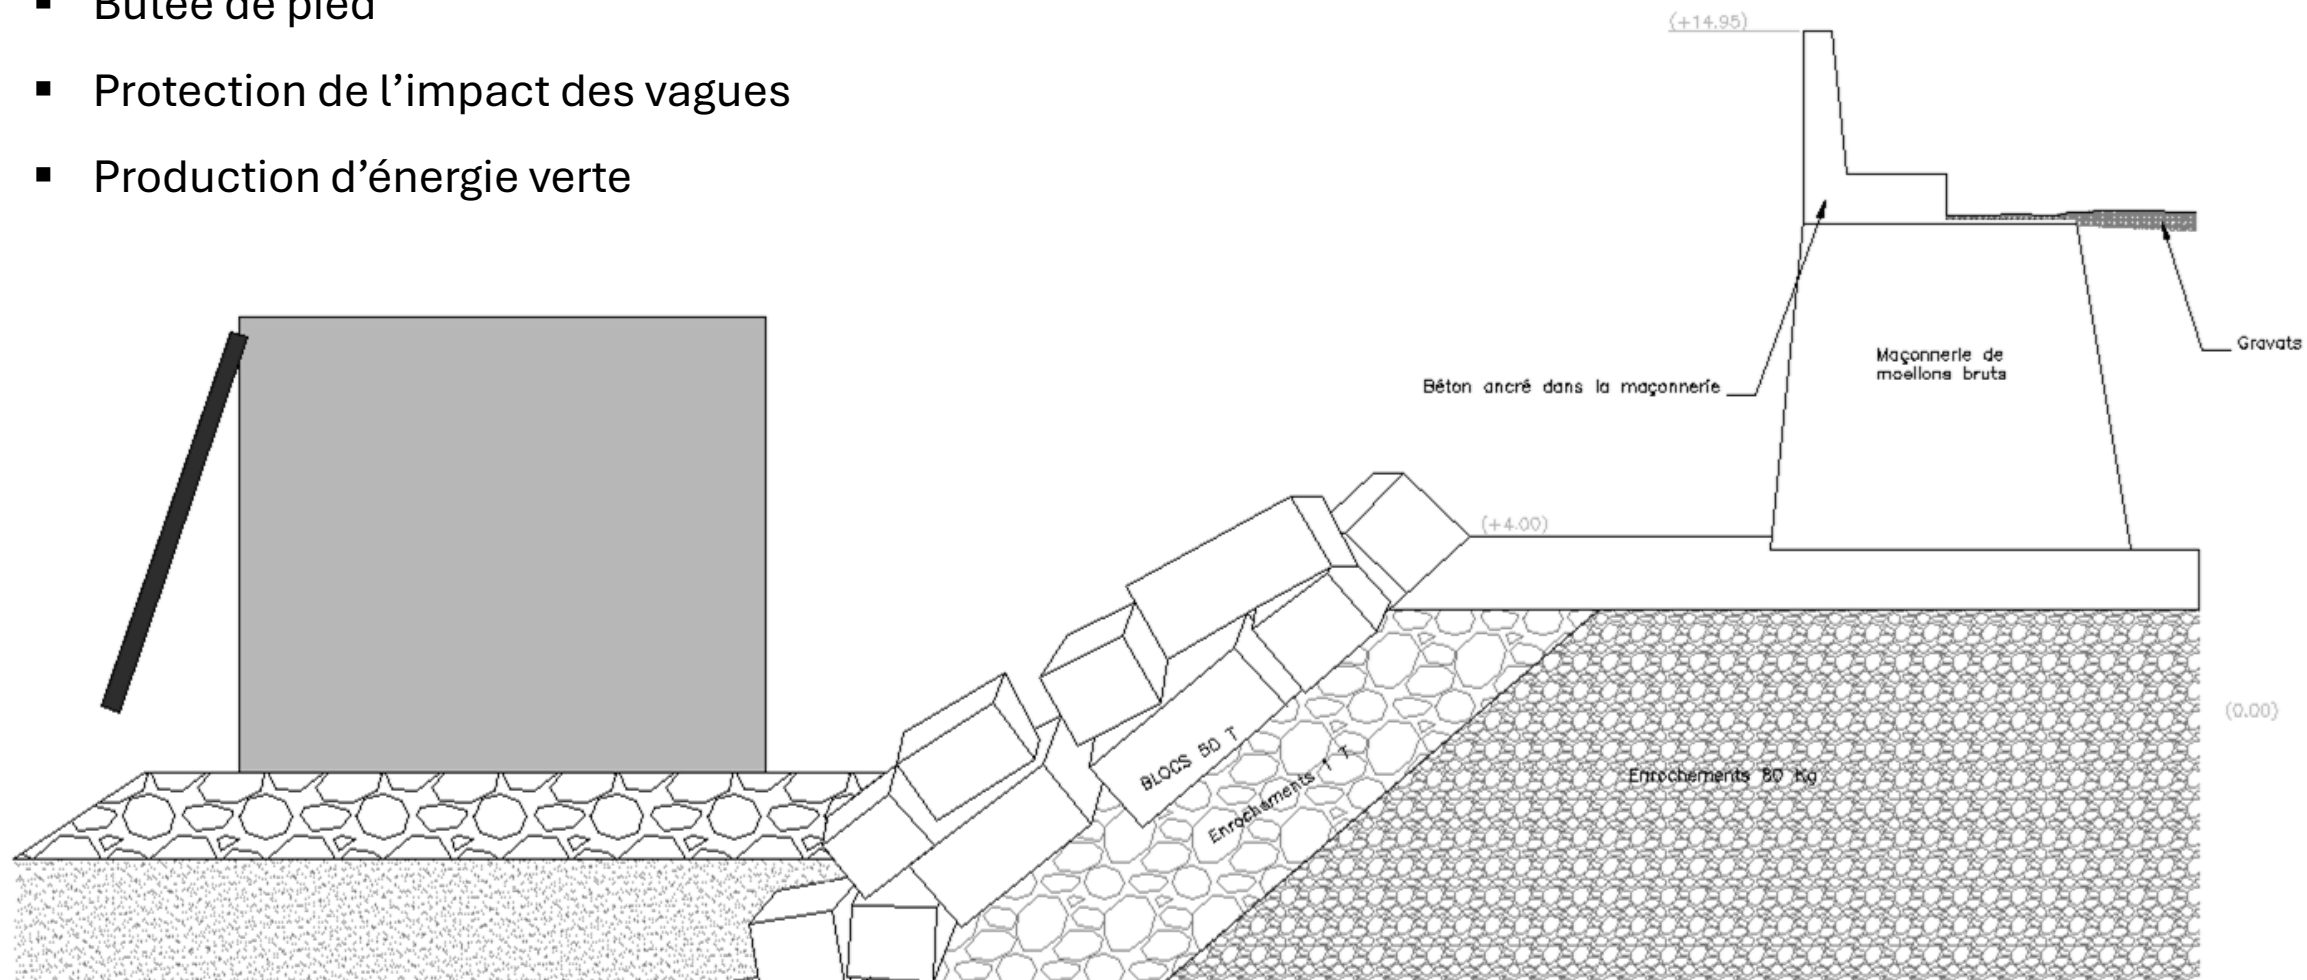 ▪ Butée de pied
▪ Protection de l’impact des vagues
▪ Production d’énergie verte
(+14.95)
Gravats
Maçonnerie de
moellons bruts
Béton ancré dans la maçonnerie
(+4.00)
(0.00)
BLOCS 50 T
Enrochements 1 T
Enrochements 80 Kg